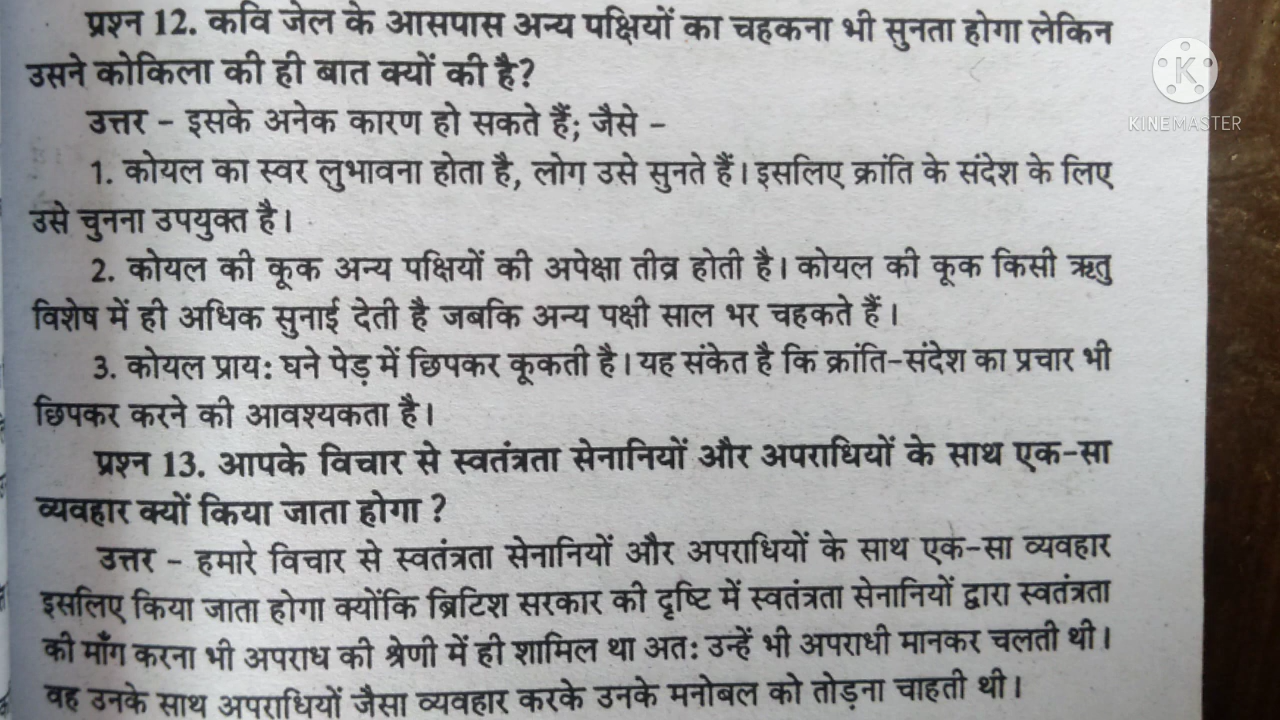 प्रश्न 12. कवि जेल के आसपास अन्य पक्षियों का चहकना भी सुनता होगा लेकिन
उसने कोकिला की ही बात क्यों की है?
उत्तर - इसके अनेक कारण हो सकते हैं; जैसे -
1. कोयल का स्वर लुभावना होता है, लोग उसे सुनते हैं। इसलिए क्रांति के संदेश के लिए
उसे चुनना उपयुक्त है।
2. कोयल की कूक अन्य पक्षियों की अपेक्षा तीव्र होती है। कोयल की कूक किसी ऋतु
विशेष में ही अधिक सुनाई देती है जबकि अन्य पक्षी साल भर चहकते हैं।
3. कोयल प्राय: घने पेड़ में छिपकर कूकती है। यह संकेत है कि क्रांति-संदेश का प्रचार भी
छिपकर करने की आवश्यकता है।
प्रश्न 13. आपके विचार से स्वतंत्रता सेनानियों और अपराधियों के साथ एक-सा
व्यवहार क्यों किया जाता होगा ?
उत्तर - हमारे विचार से स्वतंत्रता सेनानियों और अपराधियों के साथ एक-सा व्यवहार
इसलिए किया जाता होगा क्योंकि ब्रिटिश सरकार की दृष्टि में स्वतंत्रता सेनानियों द्वारा स्वतंत्रता
की माँग करना भी अपराध की श्रेणी में ही शामिल था अत: उन्हें भी अपराधी मानकर चलती थी।
वह उनके साथ अपराधियों जैसा व्यवहार करके उनके मनोबल को तोड़ना चाहती थी।
K
KINEMASTER